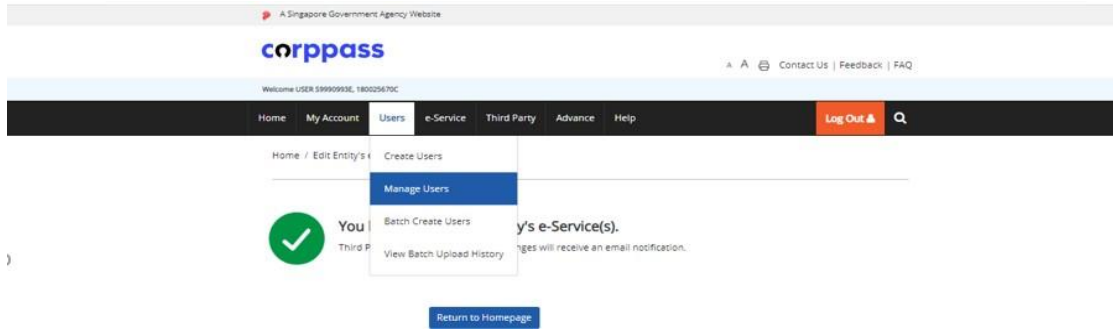 A Singapore Government Agency Website
corppass
A A Contact Us | Feedback | FAQ
Welcome USER S9990993E, 180025670C
Home My Account Users e-Service Third Party Advance Help Log Out
Home / Edit Entity's
Create Users
Manage Users
Batch Create Users
View Batch Upload History
You y's e-Service(s).
Third P nges will receive an email notification.
Return to Homepage